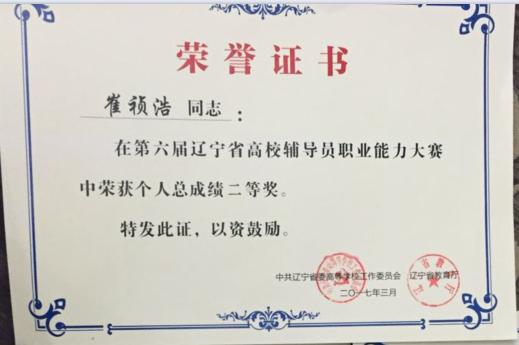 荣誉证书
崔祯浩 同志：
在第六届辽宁省高校辅导员职业能力大赛
中荣获个人总成绩二等奖。
特发此证，以资鼓励。
中共辽宁省委高等学校工作委员会 辽宁省教育厅
二〇一七年三月